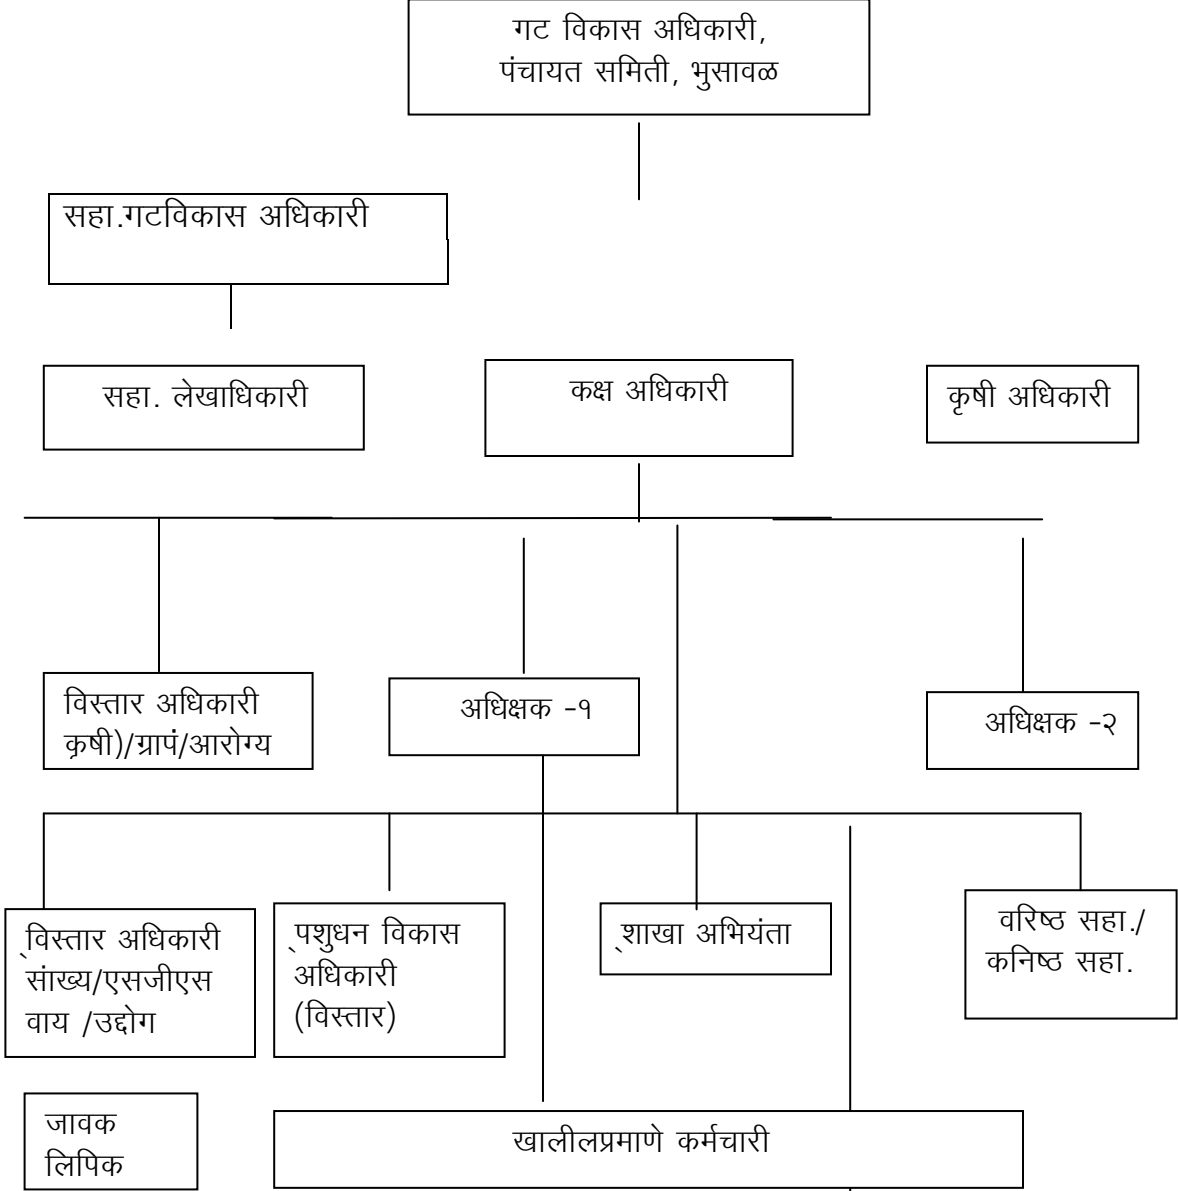 गट विकास अधिकारी,
पंचायत समिती, भुसावळ
सहा.गटविकास अधिकारी
सहा. लेखाधिकारी
कक्ष अधिकारी
कृषी अधिकारी
विस्तार अधिकारी
कृषी)/ग्रापं/आरोग्य
अधिक्षक -१
अधिक्षक -२
विस्तार अधिकारी
सांख्य/एसजीएस
वाय /उद्दोग
पशुधन विकास
अधिकारी
(विस्तार)
शाखा अभियंता
वरिष्ठ सहा./
कनिष्ठ सहा.
जावक
लिपिक
खालीलप्रमाणे कर्मचारी